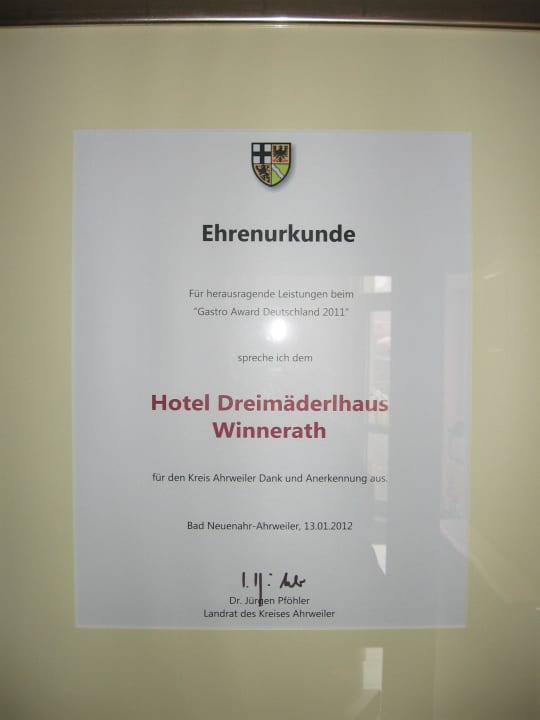 Ehrenurkunde
Für herausragende Leistungen beim
"Gastro Award Deutschland 2011"
spreche ich dem
Hotel Dreimäderlhaus
Winnerath
für den Kreis Ahrweiler Dank und Anerkennung aus.
Bad Neuenahr-Ahrweiler, 13.01.2012
Dr. Jürgen Pföhler
Landrat des Kreises Ahrweiler